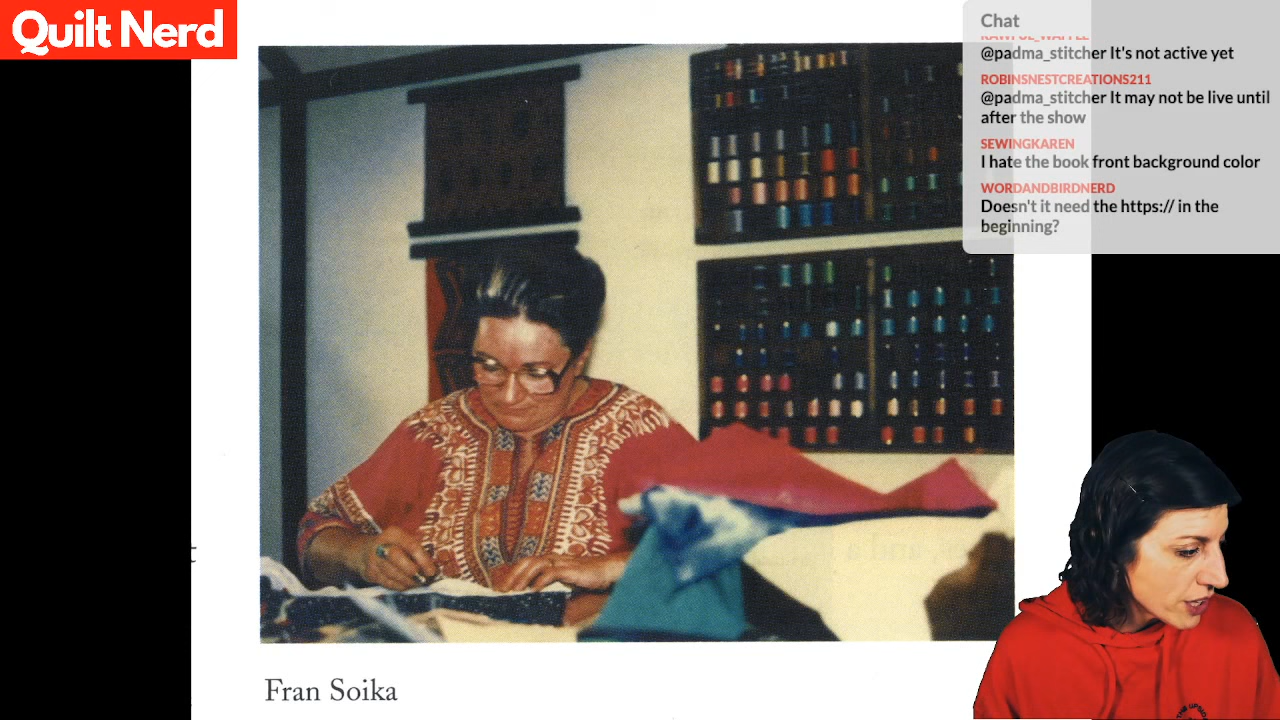 Quilt Nerd
Chat
RAWFUL_WAFFLE
@padma_stitcher It's not active yet
ROBINSNESTCREATIONS211
@padma_stitcher It may not be live until
after the show
SEWINGKAREN
I hate the book front background color
WORDANDBIRDNERD
Doesn't it need the https:// in the
beginning?
Fran Soika